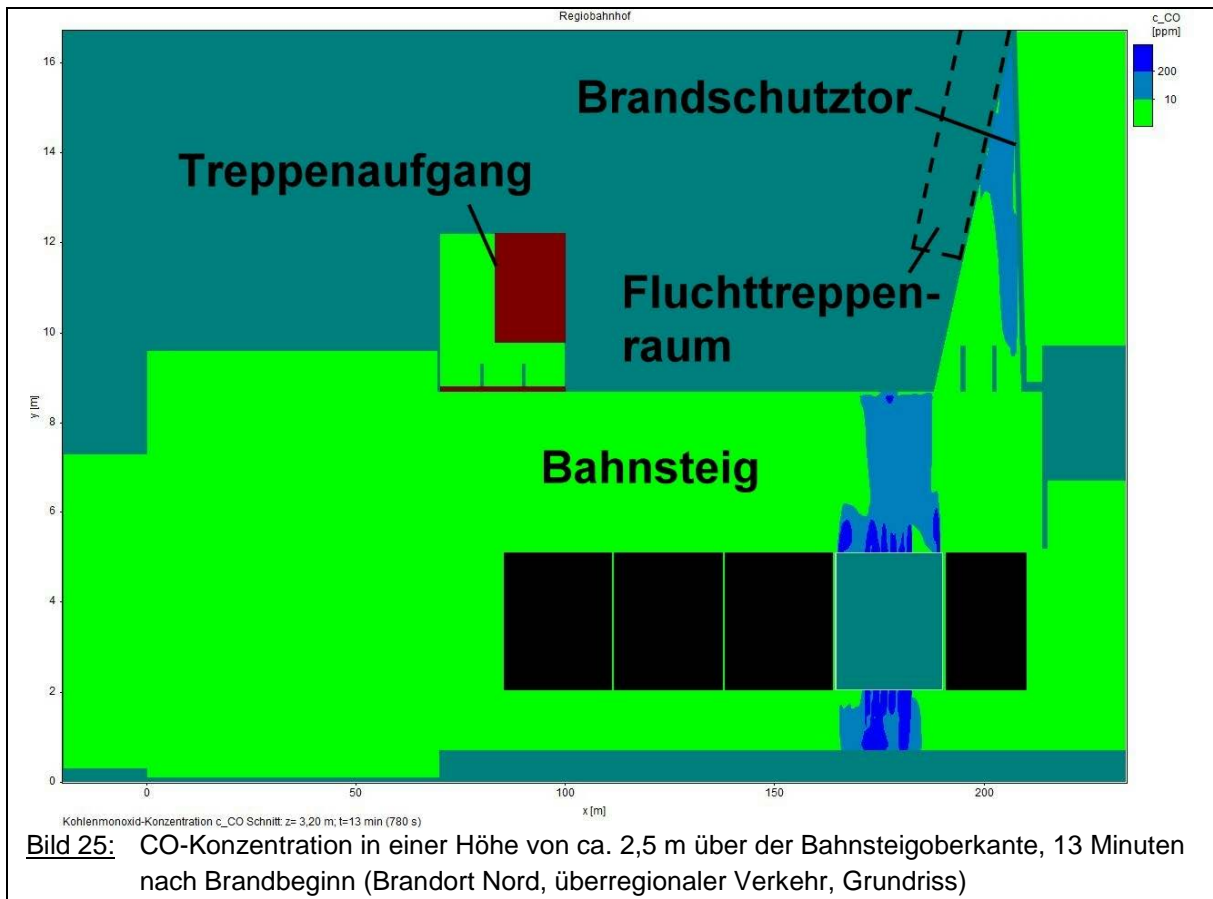 Regiobahnhof
c_CO
[ppm]
200
10
16
14
12
10
8
6
4
2
0
y [m]
Brandschutztor
Treppenaufgang
Fluchttreppen-
raum
Bahnsteig
0
50
100
150
200
x [m]
Kohlenmonoxid-Konzentration c_CO Schnitt: z= 3,20 m; t=13 min (780 s)
Bild 25: CO-Konzentration in einer Höhe von ca. 2,5 m über der Bahnsteigoberkante, 13 Minuten
nach Brandbeginn (Brandort Nord, überregionaler Verkehr, Grundriss)